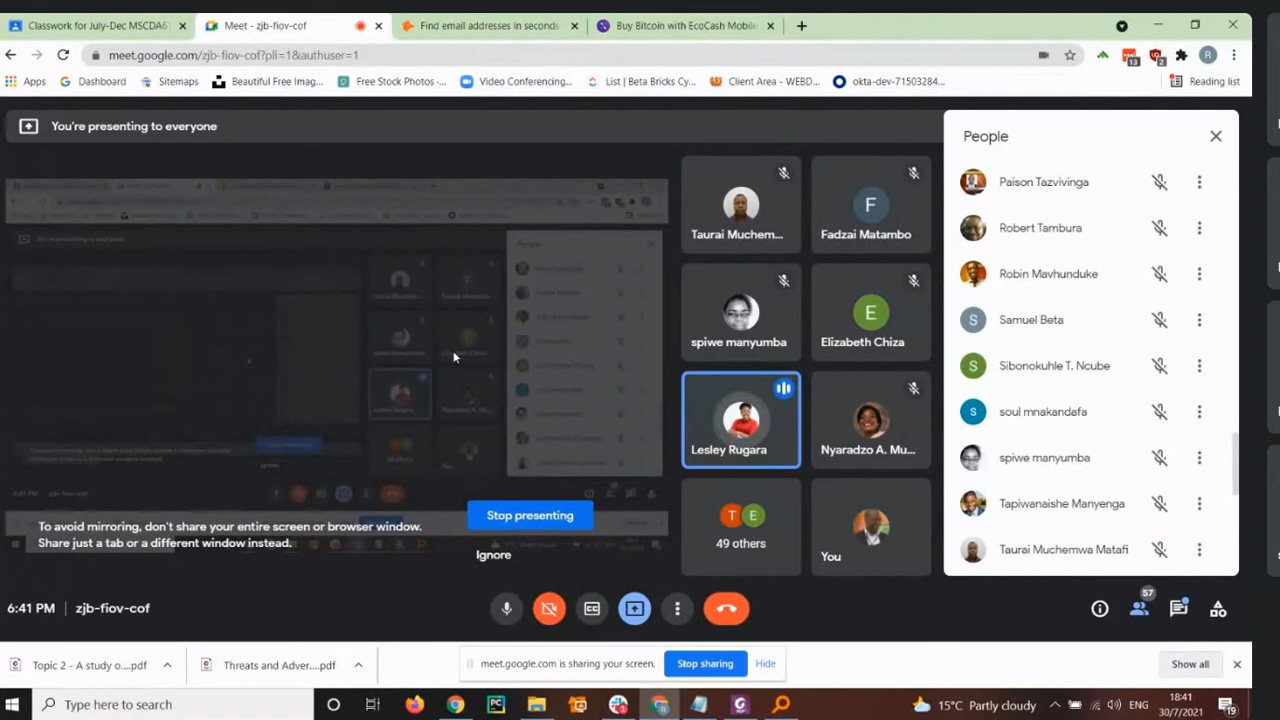 Classwork for July-Dec MSCDA6
Meet - zjb-fiov-cof
Find email addresses in seconds
Buy Bitcoin with EcoCash Mobile
meet.google.com/zjb-fiov-cof?pli=1&authuser=1
13
2
R
Apps
Dashboard
Sitemaps
Beautiful Free Imag...
Free Stock Photos -...
Video Conferencing...
List | Beta Bricks Cy...
Client Area - WEBD...
okta-dev-71503284...
Reading list
You're presenting to everyone
People
Paison Tazvivinga
Robert Tambura
Robin Mavhunduke
S
Samuel Beta
S
Sibonokuhle T. Ncube
s
soul mnakandafa
spiwe manyumba
Tapiwanaishe Manyenga
Taurai Muchemwa Matafi
Taurai Muchem...
F
Fadzai Matambo
spiwe manyumba
E
Elizabeth Chiza
Lesley Rugara
Nyaradzo A. Mu...
T E
49 others
You
To avoid mirroring, don't share your entire screen or browser window.
Share just a tab or a different window instead.
Stop presenting
Ignore
6:41 PM
zjb-fiov-cof
CC
57
Topic 2 - A study o....pdf
Threats and Adver....pdf
meet.google.com is sharing your screen.
Stop sharing
Hide
Show all
Type here to search
PC
15°C Partly cloudy
ENG
18:41
30/7/2021
19